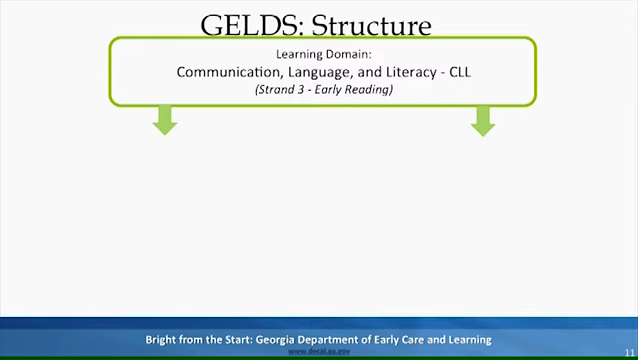 GELDS: Structure
Learning Domain:
Communication, Language, and Literacy - CLL
(Strand 3 - Early Reading)
Bright from the Start: Georgia Department of Early Care and Learning
www.decal.ga.gov
11